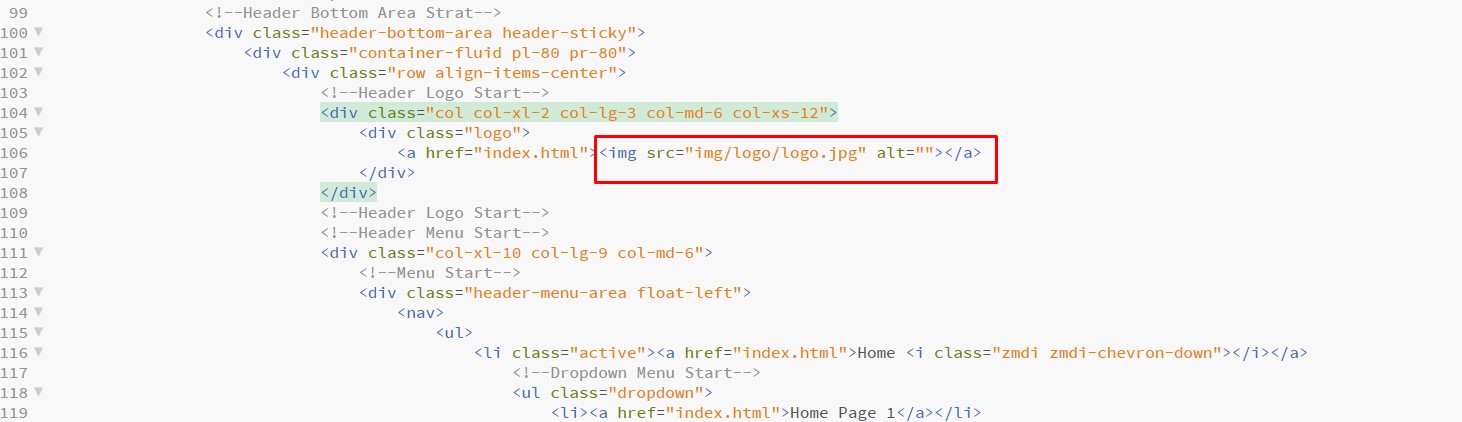 99 <!--Header Bottom Area Strat-->
100 <div class="header-bottom-area header-sticky">
101 <div class="container-fluid pl-80 pr-80">
102 <div class="row align-items-center">
103 <!--Header Logo Start-->
104 <div class="col col-xl-2 col-lg-3 col-md-6 col-xs-12">
105 <div class="logo">
106 <a href="index.html"><img src="img/logo/logo.jpg" alt=""></a>
107 </div>
108 </div>
109 <!--Header Logo Start-->
110 <!--Header Menu Start-->
111 <div class="col-xl-10 col-lg-9 col-md-6">
112 <!--Menu Start-->
113 <div class="header-menu-area float-left">
114 <nav>
115 <ul>
116 <li class="active"><a href="index.html">Home <i class="zmdi zmdi-chevron-down"></i></a>
117 <!--Dropdown Menu Start-->
118 <ul class="dropdown">
119 <li><a href="index.html">Home Page 1</a></li>